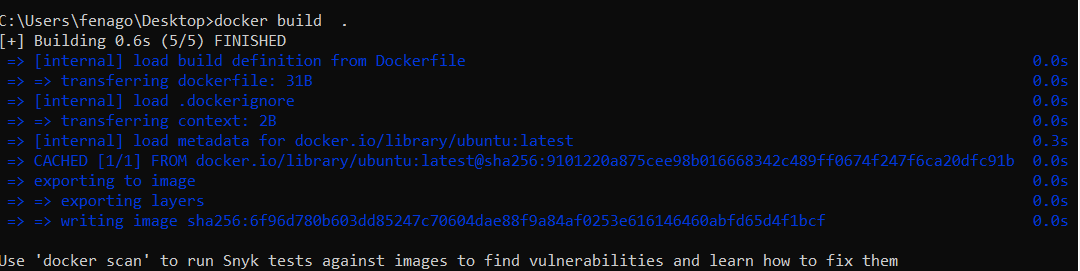 C:\Users\fenago\Desktop>docker build  .
[+] Building 0.6s (5/5) FINISHED
=> [internal] load build definition from Dockerfile 0.0s
=> => transferring dockerfile: 31B 0.0s
=> [internal] load .dockerignore 0.0s
=> => transferring context: 2B 0.0s
=> [internal] load metadata for docker.io/library/ubuntu:latest 0.3s
=> CACHED [1/1] FROM docker.io/library/ubuntu:latest@sha256:9101220a875cee98b016668342c489ff0674f247f6ca20dfc91b 0.0s
=> exporting to image 0.0s
=> => exporting layers 0.0s
=> => writing image sha256:6f96d780b603dd85247c70604dae88f9a84af0253e616146460abfd65d4f1bcf 0.0s
Use 'docker scan' to run Snyk tests against images to find vulnerabilities and learn how to fix them